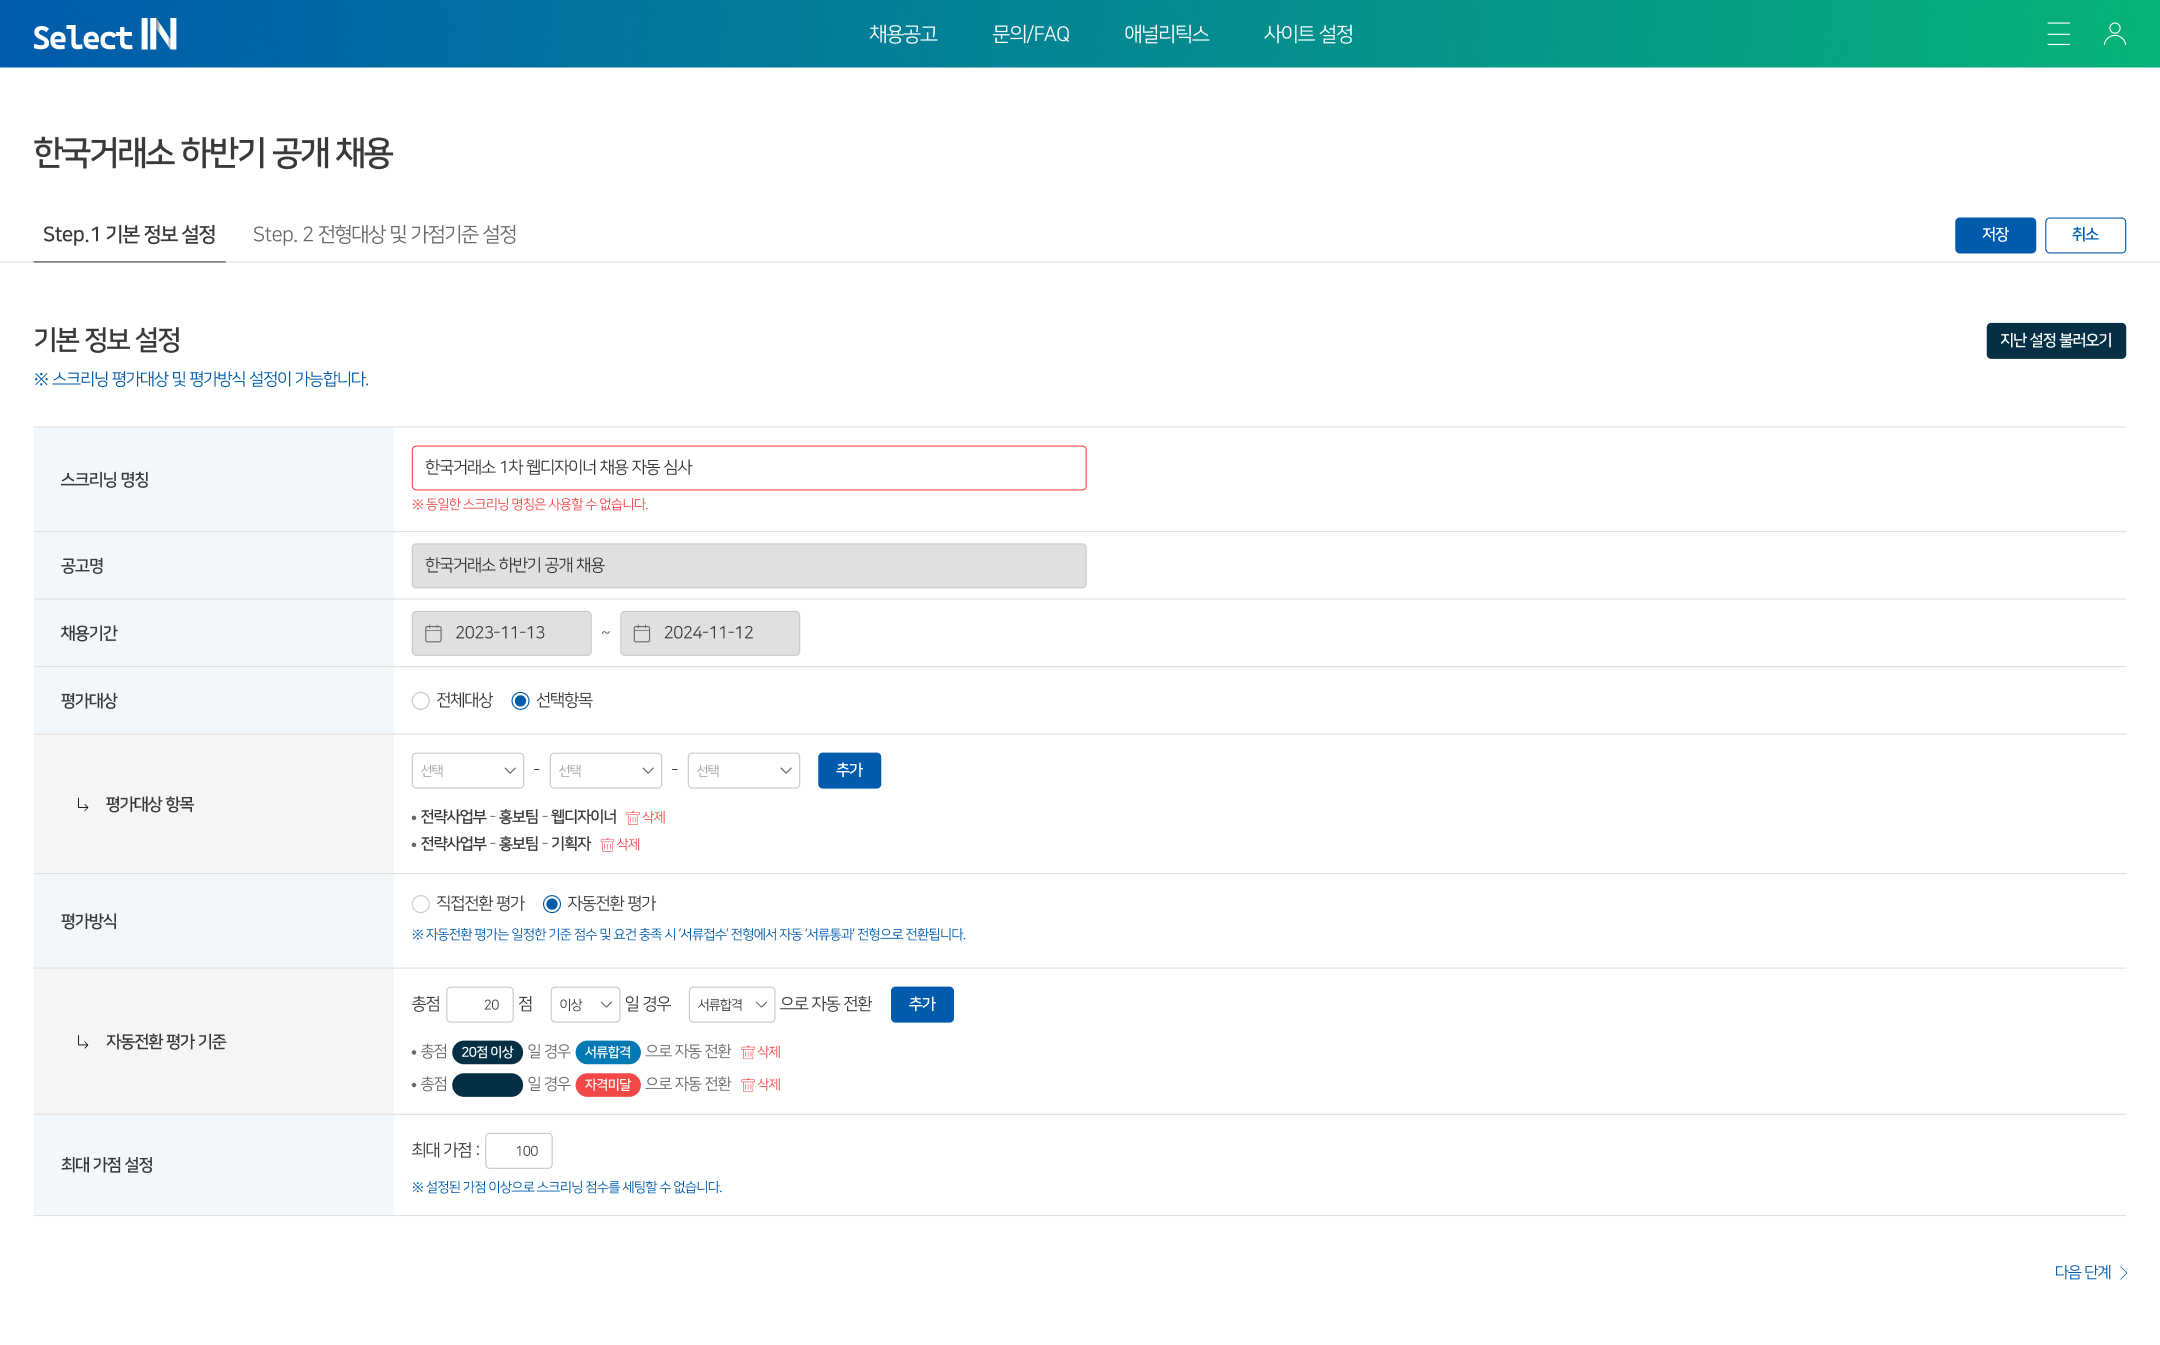 Select IN
채용공고 문의/FAQ 애널리틱스 사이트 설정
한국거래소 하반기 공개 채용
Step.1 기본 정보 설정 Step. 2 전형대상 및 가점기준 설정
저장 취소
기본 정보 설정
지난 설정 불러오기
※ 스크리닝 평가대상 및 평가방식 설정이 가능합니다.
스크리닝 명칭
한국거래소 1차 웹디자이너 채용 자동 심사
※ 동일한 스크리닝 명칭은 사용할 수 없습니다.
공고명
한국거래소 하반기 공개 채용
채용기간
2023-11-13 ~ 2024-11-12
평가대상
전체대상 선택항목
평가대상 항목
선택 - 선택 - 선택 추가
• 전략사업부 - 홍보팀 - 웹디자이너 삭제
• 전략사업부 - 홍보팀 - 기획자 삭제
평가방식
직접전환 평가 자동전환 평가
※ 자동전환 평가는 일정한 기준 점수 및 요건 충족 시 ‘서류접수’ 전형에서 자동 ‘서류통과’ 전형으로 전환됩니다.
자동전환 평가 기준
총점 20 점 이상 일 경우 서류합격 으로 자동 전환 추가
• 총점 20점 이상 일 경우 서류합격 으로 자동 전환 삭제
• 총점 일 경우 자격미달 으로 자동 전환 삭제
최대 가점 설정
최대 가점 : 100
※ 설정된 가점 이상으로 스크리닝 점수를 세팅할 수 없습니다.
다음 단계